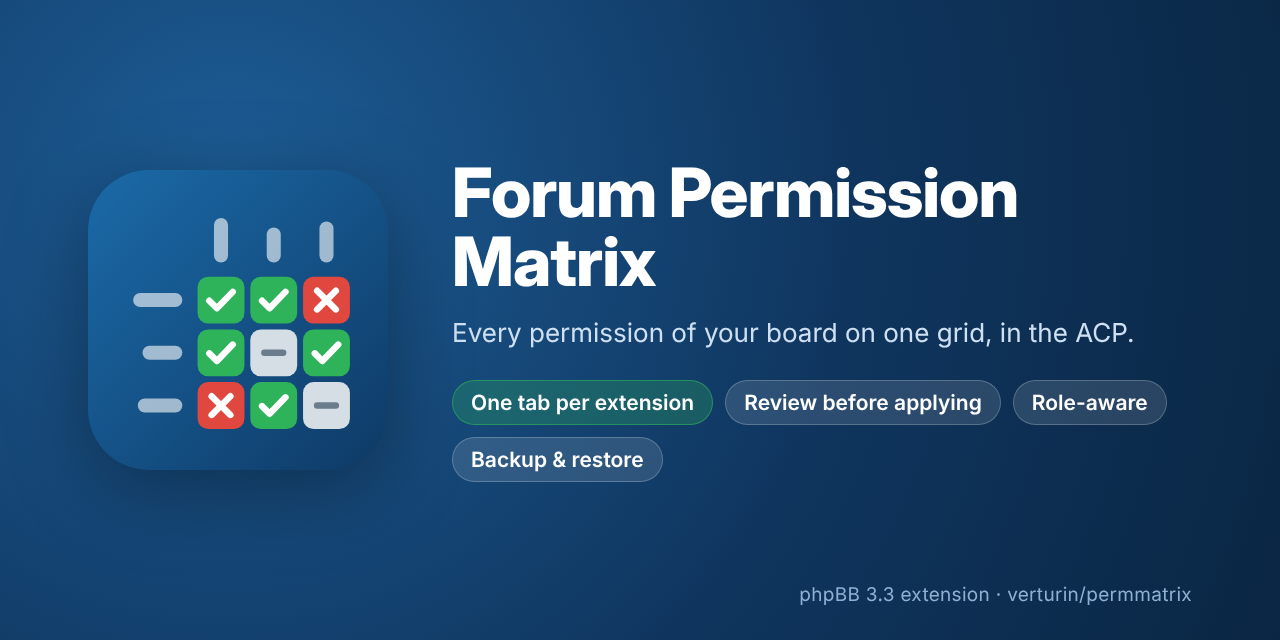 Forum Permission
Matrix
Every permission of your board on one grid, in the ACP.
One tab per extension
Review before applying
Role-aware
Backup & restore
phpBB 3.3 extension · verturin/permmatrix